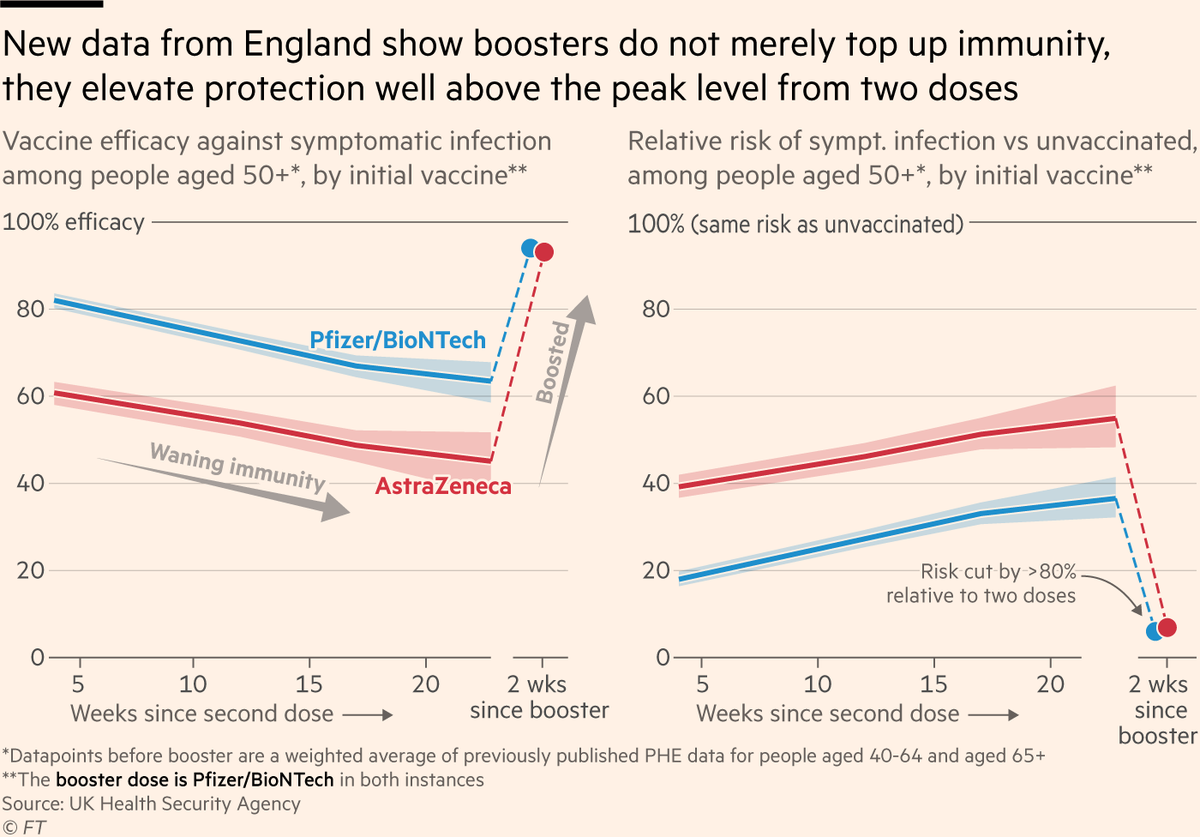 New data from England show boosters do not merely top up immunity,
they elevate protection well above the peak level from two doses
Vaccine efficacy against symptomatic infection
among people aged 50+*, by initial vaccine**
100% efficacy
80
60
40
20
0
Pfizer/BioNTech
AstraZeneca
Waning immunity
Boosted
5 10 15 20
2 wks
since booster
Weeks since second dose
Relative risk of sympt. infection vs unvaccinated,
among people aged 50+*, by initial vaccine**
100% (same risk as unvaccinated)
80
60
40
20
0
Risk cut by >80%
relative to two doses
5 10 15 20
2 wks
since
booster
Weeks since second dose
*Datapoints before booster are a weighted average of previously published PHE data for people aged 40-64 and aged 65+
**The booster dose is Pfizer/BioNTech in both instances
Source: UK Health Security Agency
© FT